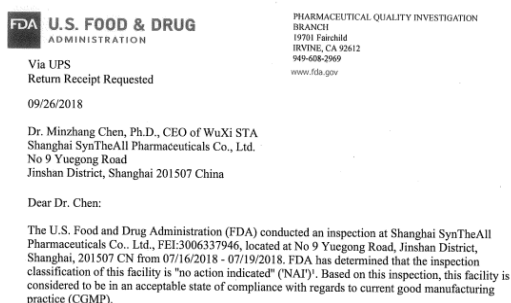 FDA U.S. FOOD & DRUG
ADMINISTRATION
PHARMACEUTICAL QUALITY INVESTIGATION
BRANCH
19701 Fairchild
IRVINE, CA 92612
949-608-2969
www.fda.gov
Via UPS
Return Receipt Requested
09/26/2018
Dr. Minzhang Chen, Ph.D., CEO of WuXi STA
Shanghai SynTheAll Pharmaceuticals Co., Ltd.
No 9 Yuegong Road
Jinshan District, Shanghai 201507 China
Dear Dr. Chen:
The U.S. Food and Drug Administration (FDA) conducted an inspection at Shanghai SynTheAll
Pharmaceuticals Co.. Ltd., FEI:3006337946, located at No 9 Yuegong Road, Jinshan District,
Shanghai, 201507 CN from 07/16/2018 - 07/19/2018. FDA has determined that the inspection
classification of this facility is "no action indicated" ('NAI')¹. Based on this inspection, this facility is
considered to be in an acceptable state of compliance with regards to current good manufacturing
practice (CGMP).